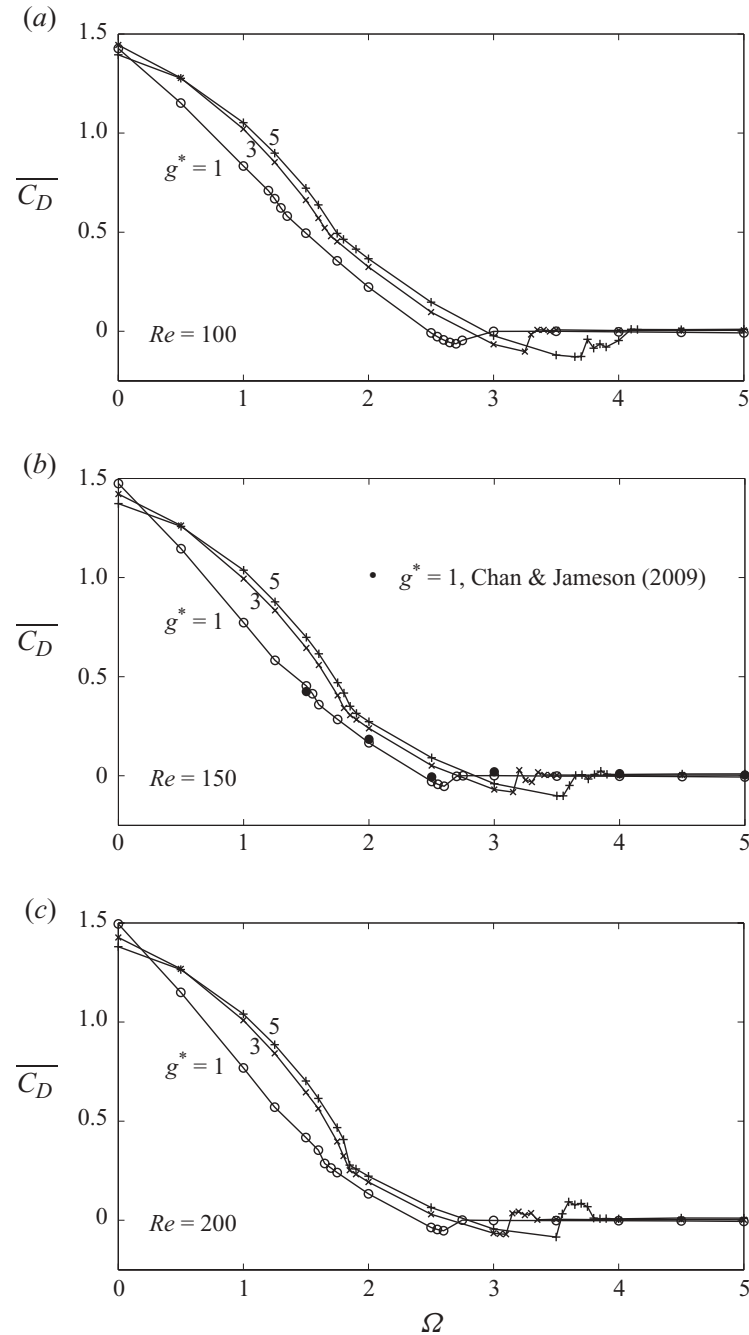 (a)
1.5
1.0
5
3
g* = 1
C_D
0.5
0
Re = 100
0 1 2 3 4 5
(b)
1.5
1.0
5
g* = 1, Chan & Jameson (2009)
3
g* = 1
C_D
0.5
0
Re = 150
0 1 2 3 4 5
(c)
1.5
1.0
5
3
g* = 1
C_D
0.5
0
Re = 200
0 1 2 3 4 5
Ω